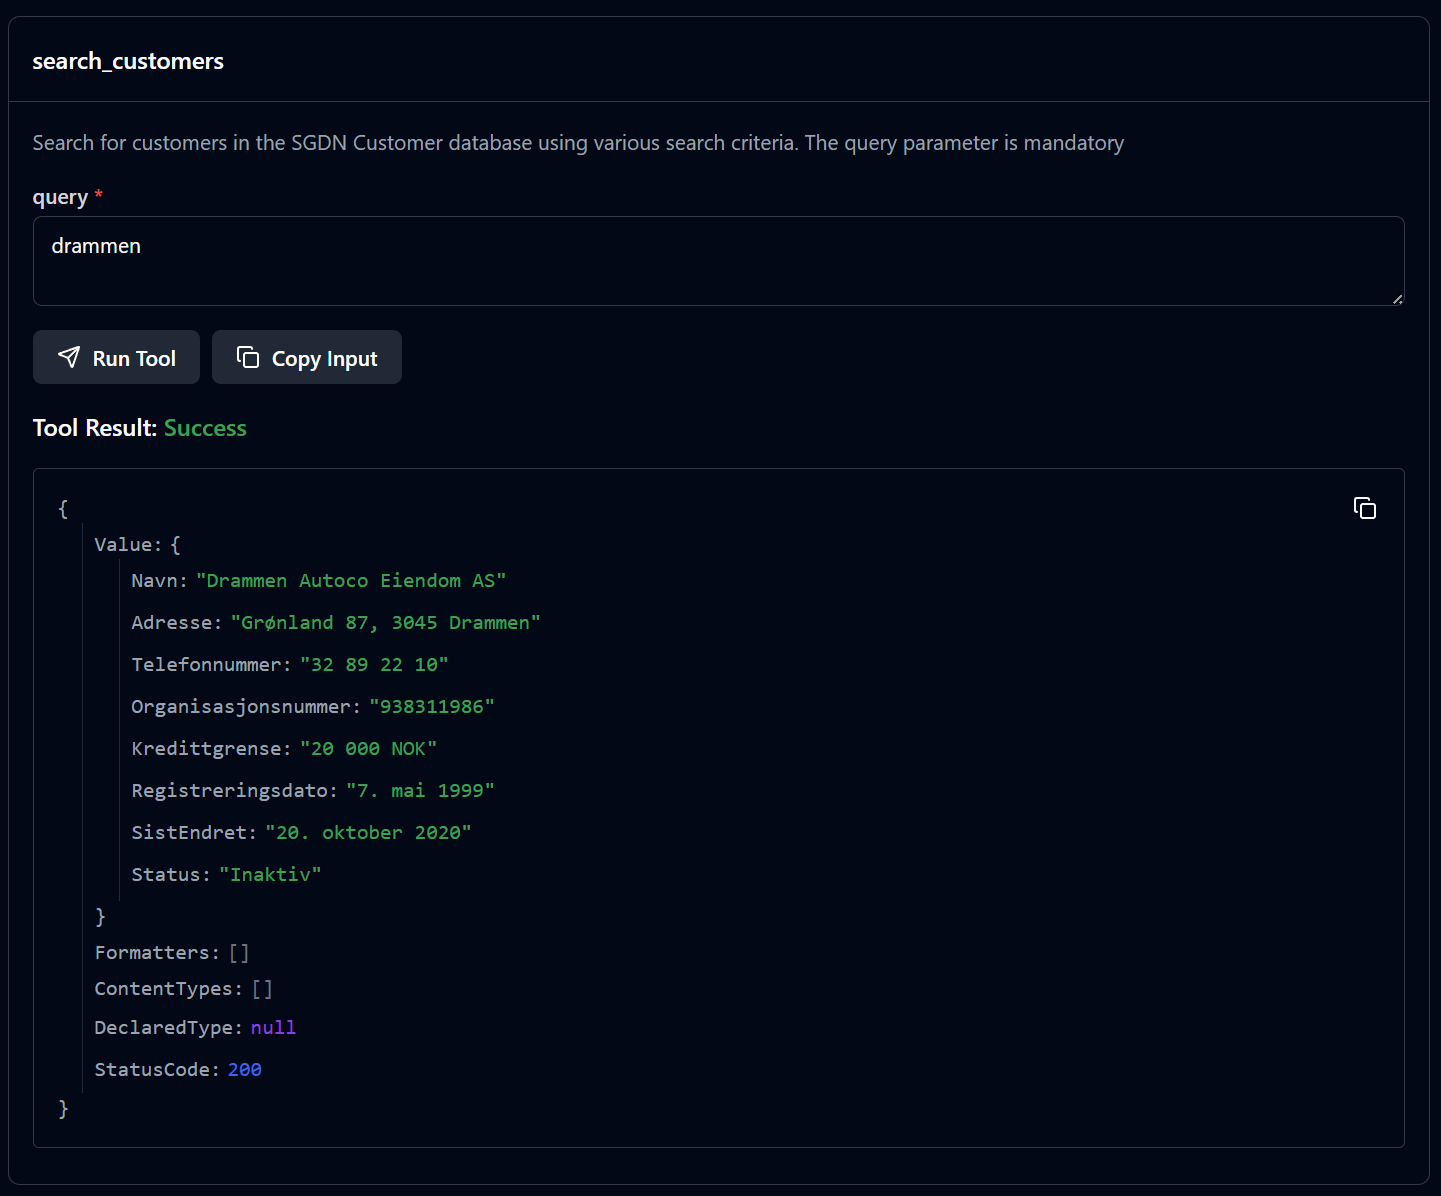 search_customers
Search for customers in the SGDN Customer database using various search criteria. The query parameter is mandatory
query *
drammen
Run Tool
Copy Input
Tool Result: Success
{
Value: {
Navn: "Drammen Autoco Eiendom AS"
Adresse: "Grønland 87, 3045 Drammen"
Telefonnummer: "32 89 22 10"
Organisasjonsnummer: "938311986"
Kredittgrense: "20 000 NOK"
Registreringsdato: "7. mai 1999"
SistEndret: "20. oktober 2020"
Status: "Inaktiv"
}
Formatters: []
ContentTypes: []
DeclaredType: null
StatusCode: 200
}